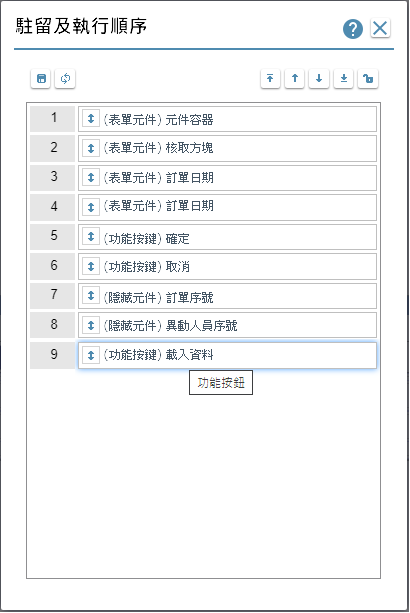 駐留及執行順序
1 (表單元件) 元件容器
2 (表單元件) 核取方塊
3 (表單元件) 訂單日期
4 (表單元件) 訂單日期
5 (功能按鍵) 確定
6 (功能按鍵) 取消
7 (隱藏元件) 訂單序號
8 (隱藏元件) 異動人員序號
9 (功能按鍵) 載入資料
功能按鈕